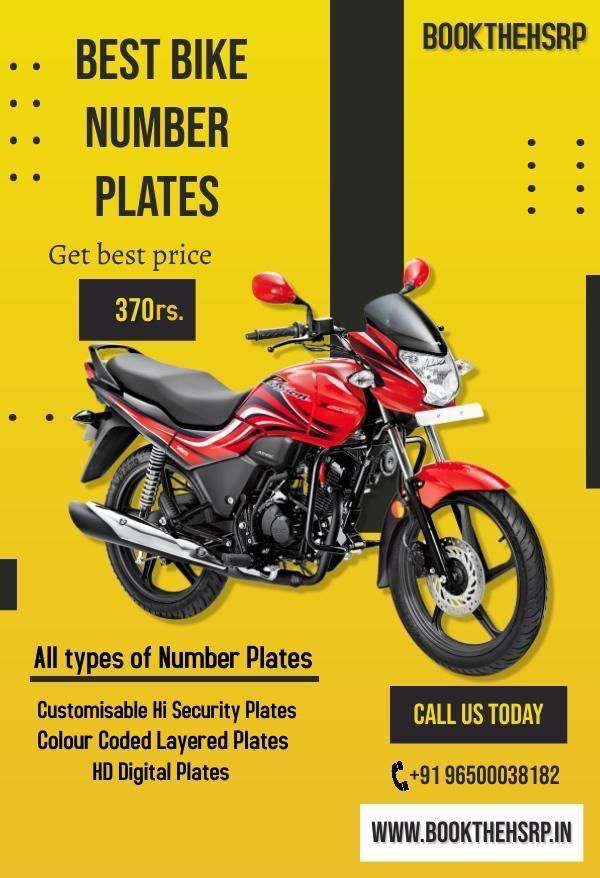 BOOKTHEHSRP
BEST BIKE
NUMBER
PLATES
Get best price
370rs.
All types of Number Plates
Customisable Hi Security Plates
Colour Coded Layered Plates
HD Digital Plates
CALL US TODAY
+91 96500038182
WWW.BOOKTHEHSRP.IN